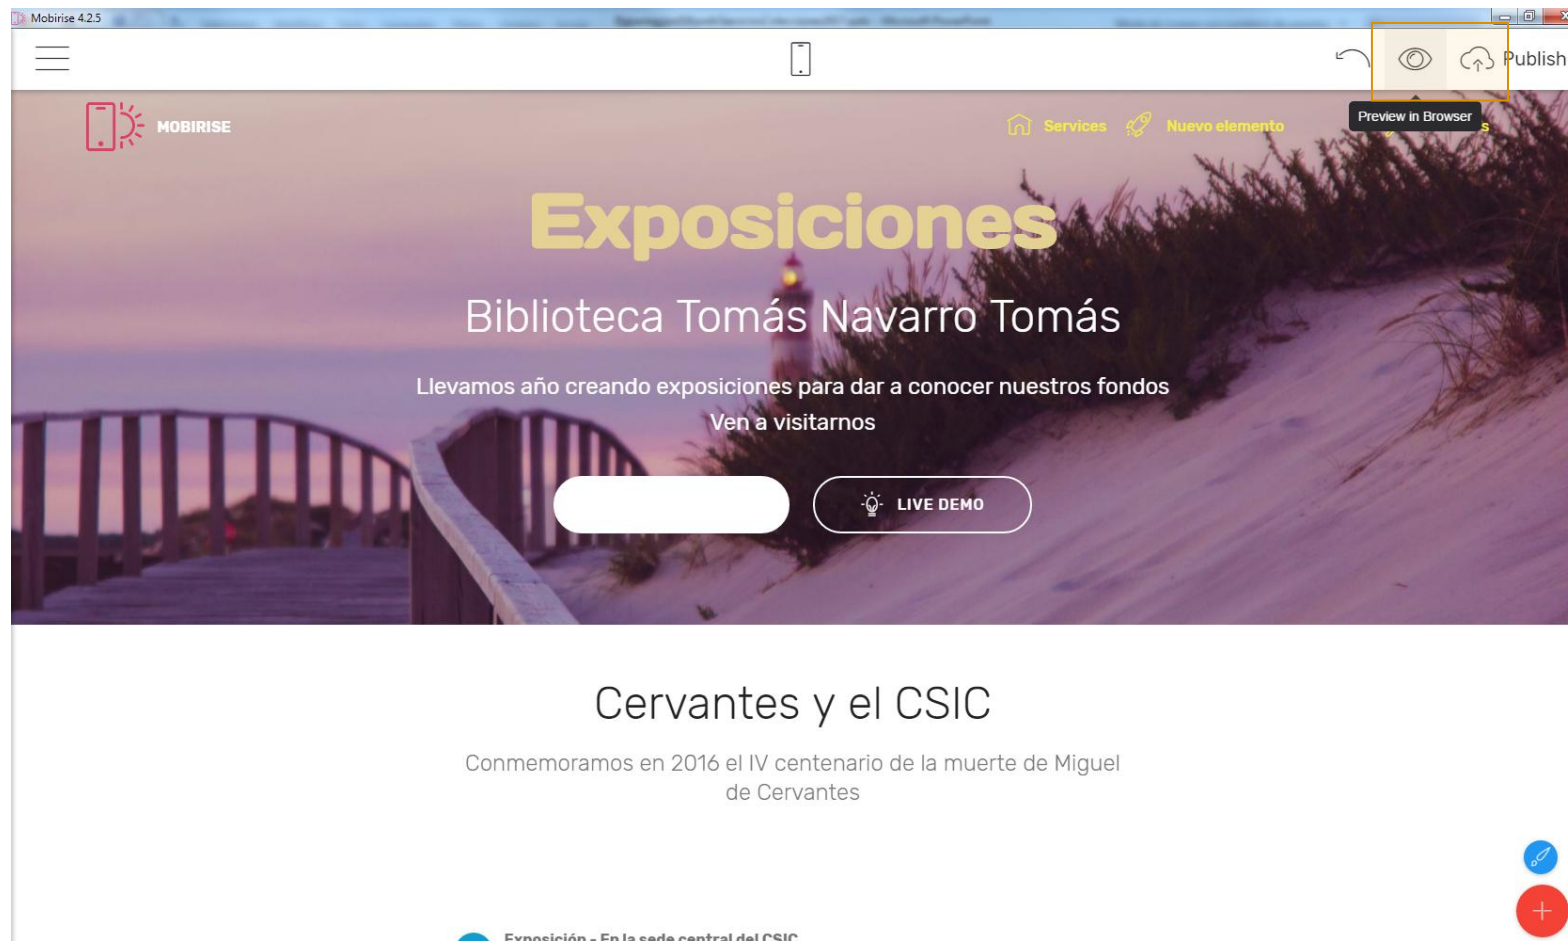 Mobirise 4.2.5
Publish
Preview in Browser
MOBIRISE
Services
Nuevo elemento
Exposiciones
Biblioteca Tomás Navarro Tomás
Llevamos año creando exposiciones para dar a conocer nuestros fondos
Ven a visitarnos
LIVE DEMO
Cervantes y el CSIC
Conmemoramos en 2016 el IV centenario de la muerte de Miguel
de Cervantes
Exposición - En la sede central del CSIC